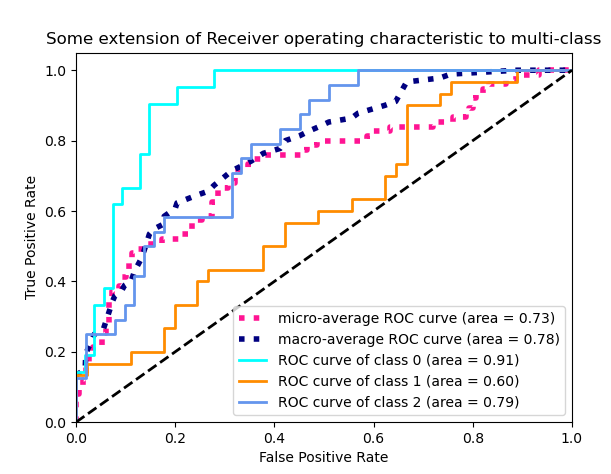 Some extension of Receiver operating characteristic to multi-class
1.0
0.8
0.6
0.4
0.2
0.0
True Positive Rate
micro-average ROC curve (area = 0.73)
macro-average ROC curve (area = 0.78)
ROC curve of class 0 (area = 0.91)
ROC curve of class 1 (area = 0.60)
ROC curve of class 2 (area = 0.79)
0.0 0.2 0.4 0.6 0.8 1.0
False Positive Rate